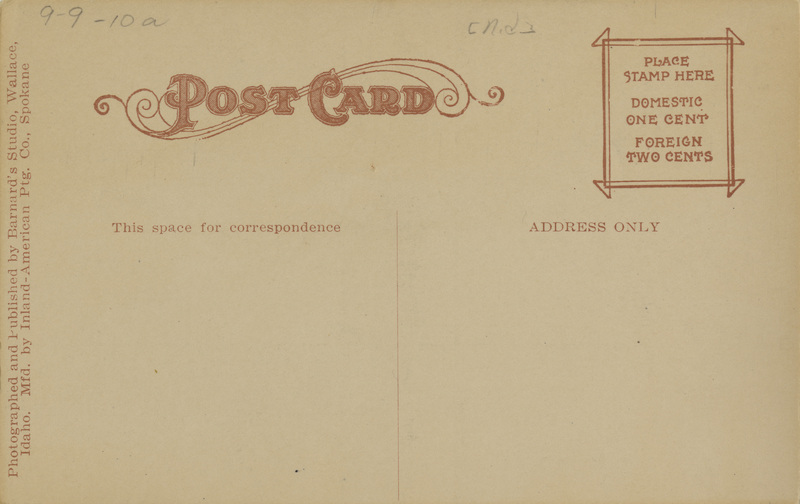 9-9-10a
[n.d.]
POST CARD
PLACE
STAMP HERE
DOMESTIC
ONE CENT
FOREIGN
TWO CENTS
This space for correspondence
ADDRESS ONLY
Photographed and Published by Barnard's Studio, Wallace,
Idaho. Mfd. by Inland-American Ptg. Co., Spokane